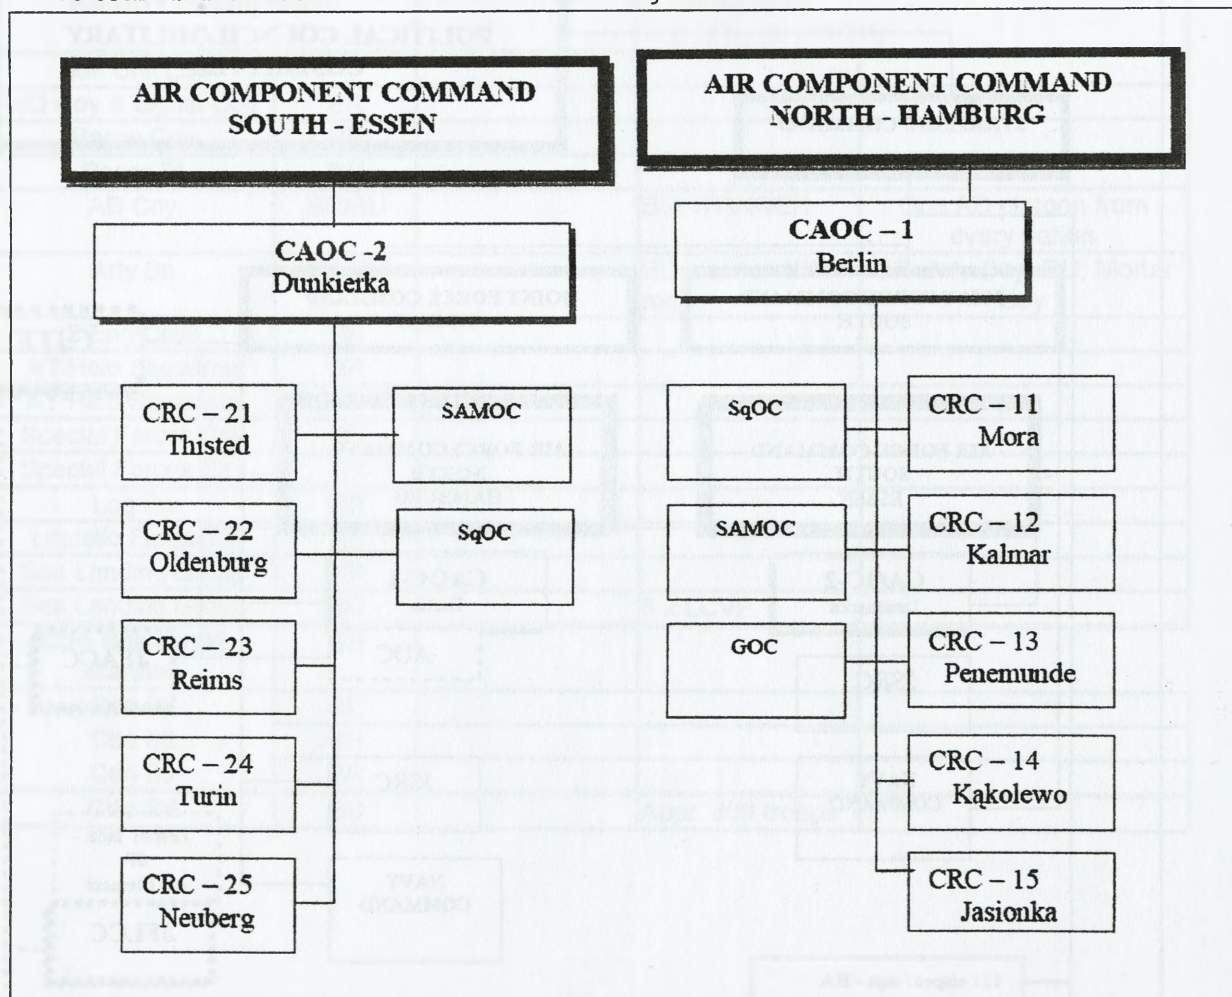 AIR COMPONENT COMMAND
SOUTH - ESSEN
CAOC -2
Dunkierka
CRC – 21
Thisted
SAMOC
CRC – 22
Oldenburg
SqOC
CRC – 23
Reims
CRC – 24
Turin
CRC – 25
Neuberg
AIR COMPONENT COMMAND
NORTH - HAMBURG
CAOC – 1
Berlin
SqOC
CRC – 11
Mora
SAMOC
CRC – 12
Kalmar
GOC
CRC – 13
Penemunde
CRC – 14
Kąkolewo
CRC – 15
Jasionka